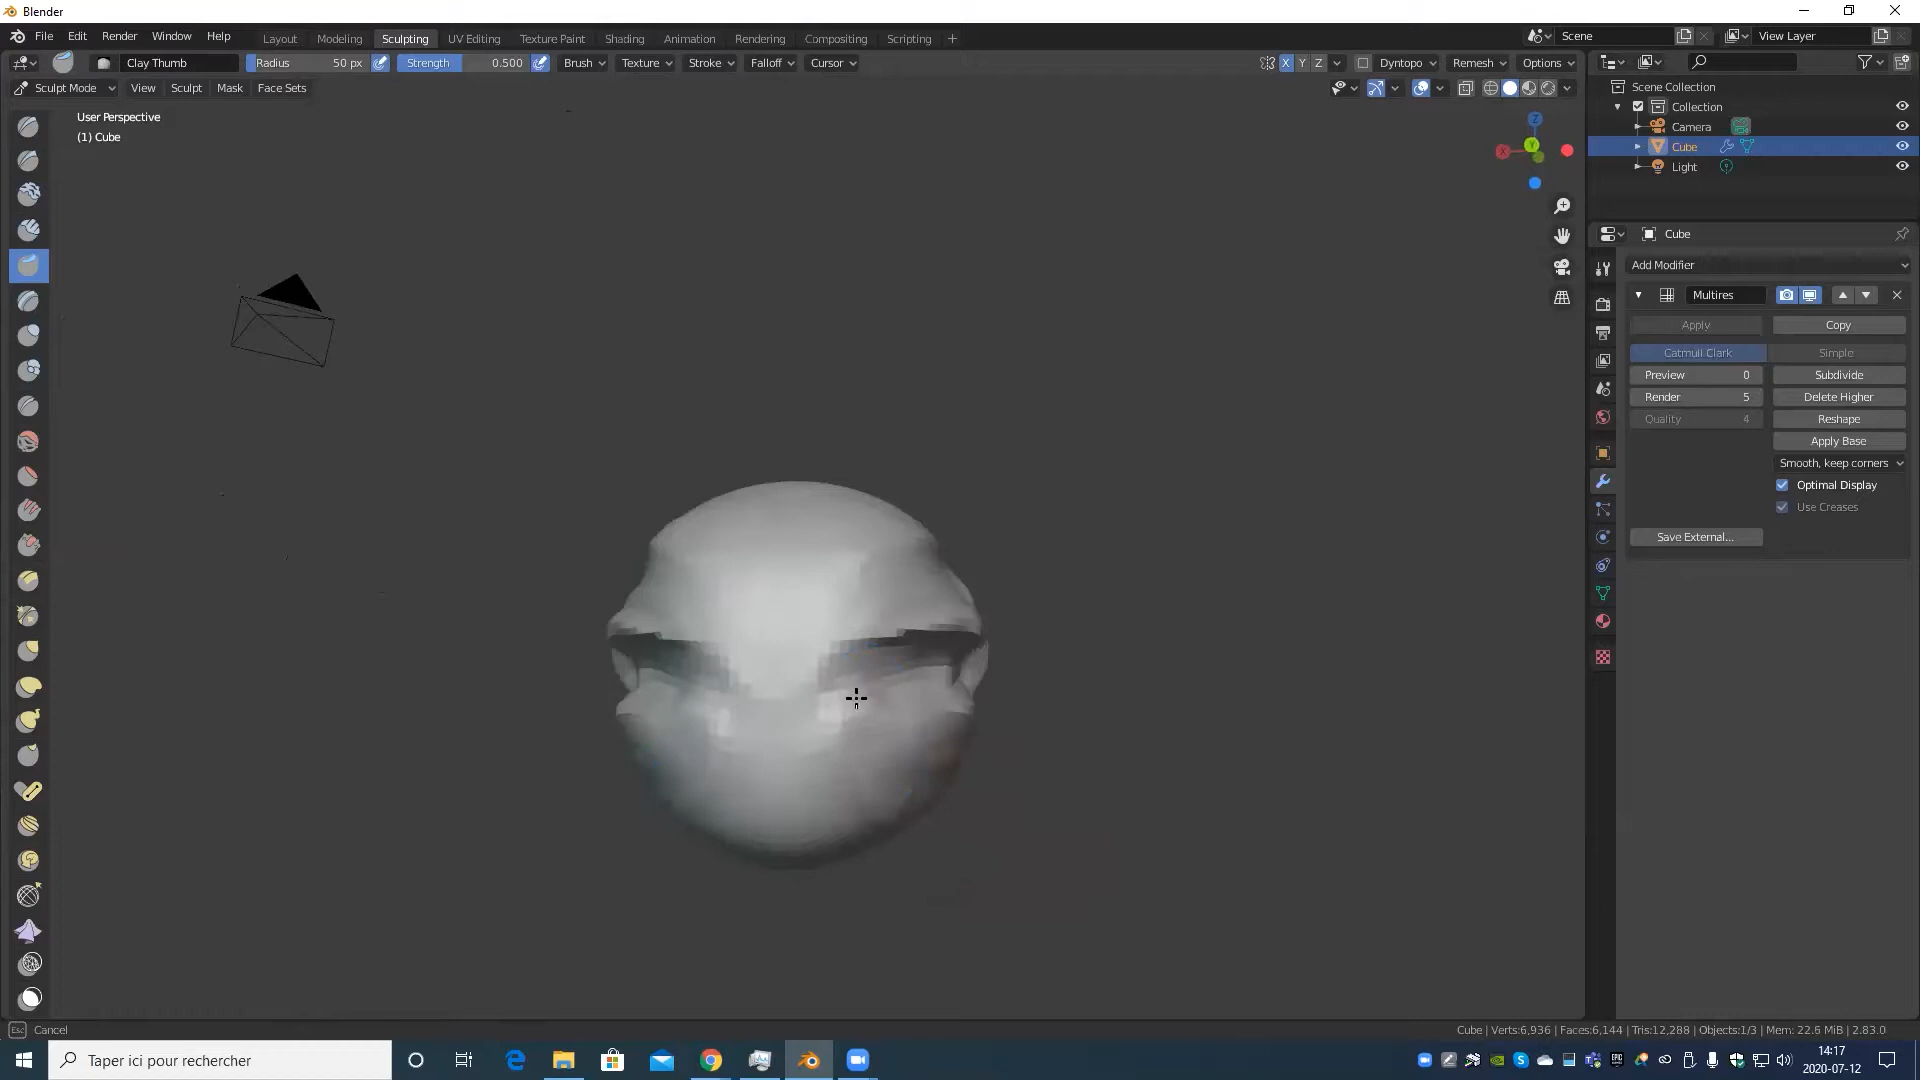 Blender
File Edit Render Window Help Layout Modeling Sculpting UV Editing Texture Paint Shading Animation Rendering Compositing Scripting Scene View Layer
Clay Thumb Radius 50 px Strength 0.500 Brush Texture Stroke Falloff Cursor X Y Z Dyntopo Remesh Options
Sculpt Mode View Sculpt Mask Face Sets
User Perspective
(1) Cube
Z
X
Y
Scene Collection
Collection
Camera
Cube
Light
Cube
Add Modifier
Multires
Apply Copy
Catmull Clark Simple
Preview 0 Subdivide
Render 5 Delete Higher
Quality 4 Reshape
Apply Base
Smooth, keep corners
Optimal Display
Use Creases
Save External...
Esc Cancel Cube | Verts:6,936 | Faces:6,144 | Tris:12,288 | Objects:1/3 | Mem: 22.6 MiB | 2.83.0
Taper ici pour rechercher
14:17
2020-07-12